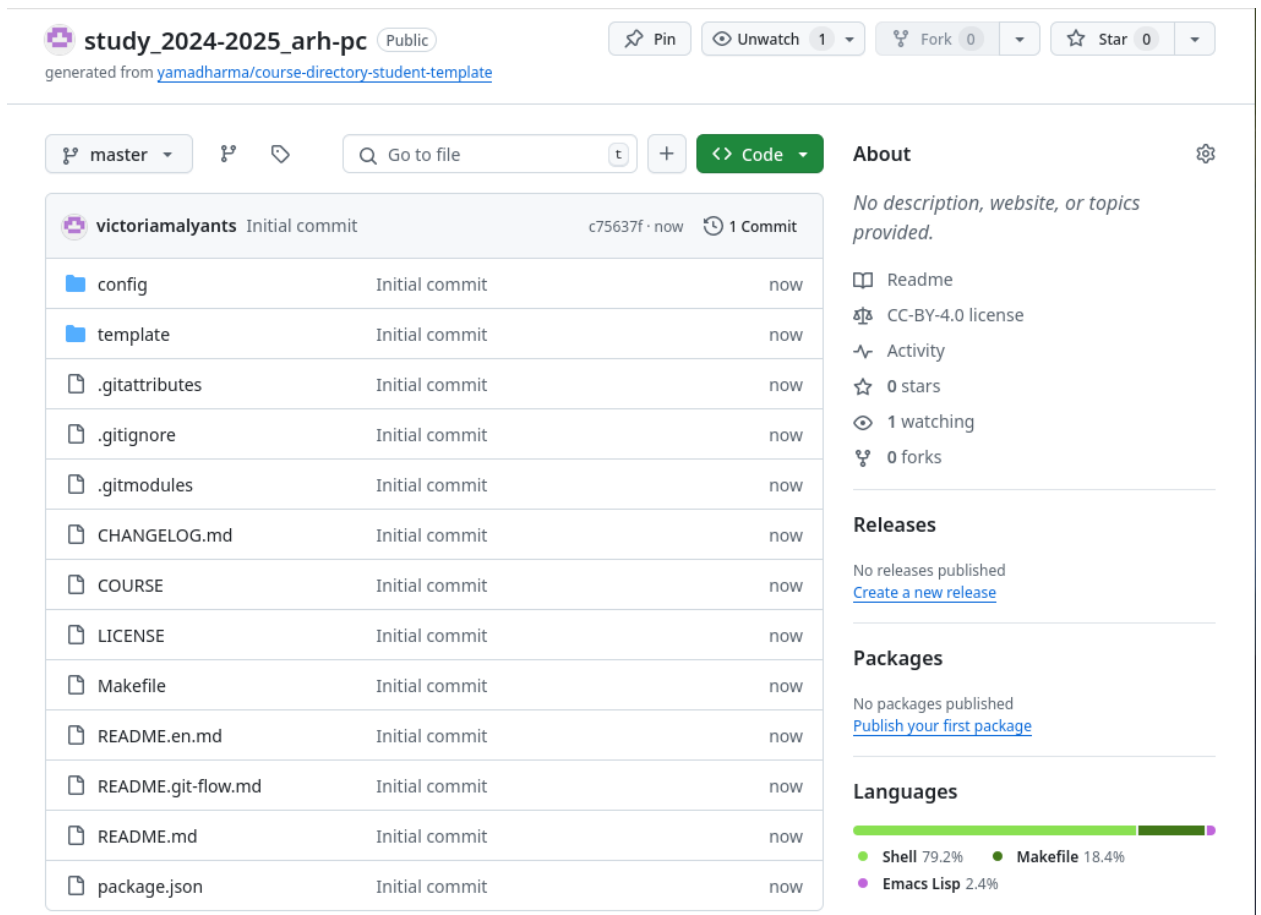 study_2024-2025_arh-pc Public Pin Unwatch 1 Fork 0 Star 0
generated from yamadharma/course-directory-student-template
master Go to file t + <> Code
victoriamalyants Initial commit c75637f · now 1 Commit
config Initial commit now
template Initial commit now
.gitattributes Initial commit now
.gitignore Initial commit now
.gitmodules Initial commit now
CHANGELOG.md Initial commit now
COURSE Initial commit now
LICENSE Initial commit now
Makefile Initial commit now
README.en.md Initial commit now
README.git-flow.md Initial commit now
README.md Initial commit now
package.json Initial commit now
About
No description, website, or topics
provided.
Readme
CC-BY-4.0 license
Activity
0 stars
1 watching
0 forks
Releases
No releases published
Create a new release
Packages
No packages published
Publish your first package
Languages
Shell 79.2% Makefile 18.4%
Emacs Lisp 2.4%